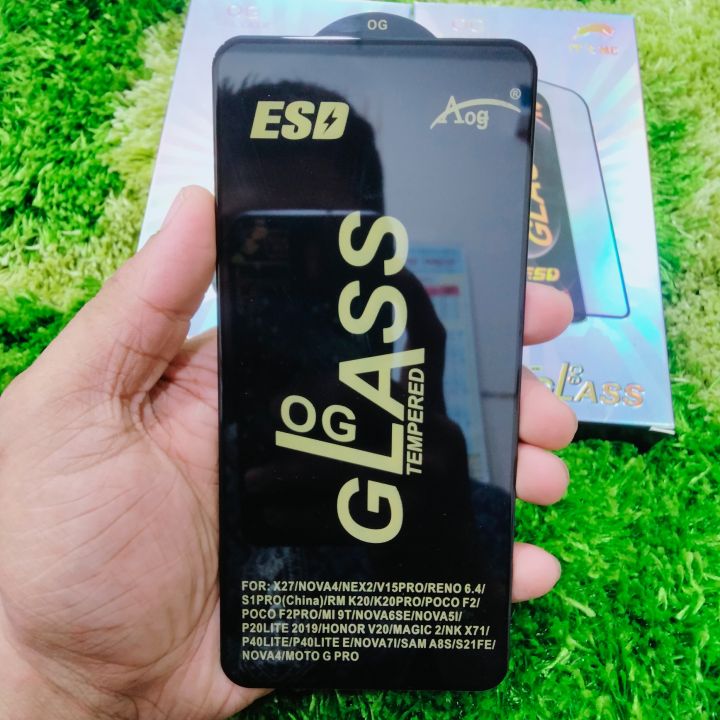 OG
OG
ESD
Aog®
OG
GLASS
TEMPERED
FOR: X27/NOVA4/NEX2/V15PRO/RENO 6.4/
S1PRO(China)/RM K20/K20PRO/POCO F2/
POCO F2PRO/MI 9T/NOVA6SE/NOVA5I/
P20LITE 2019/HONOR V20/MAGIC 2/NK X71/
P40LITE/P40LITE E/NOVA7I/SAM A8S/S21FE/
NOVA4/MOTO G PRO
ESD
GLASS